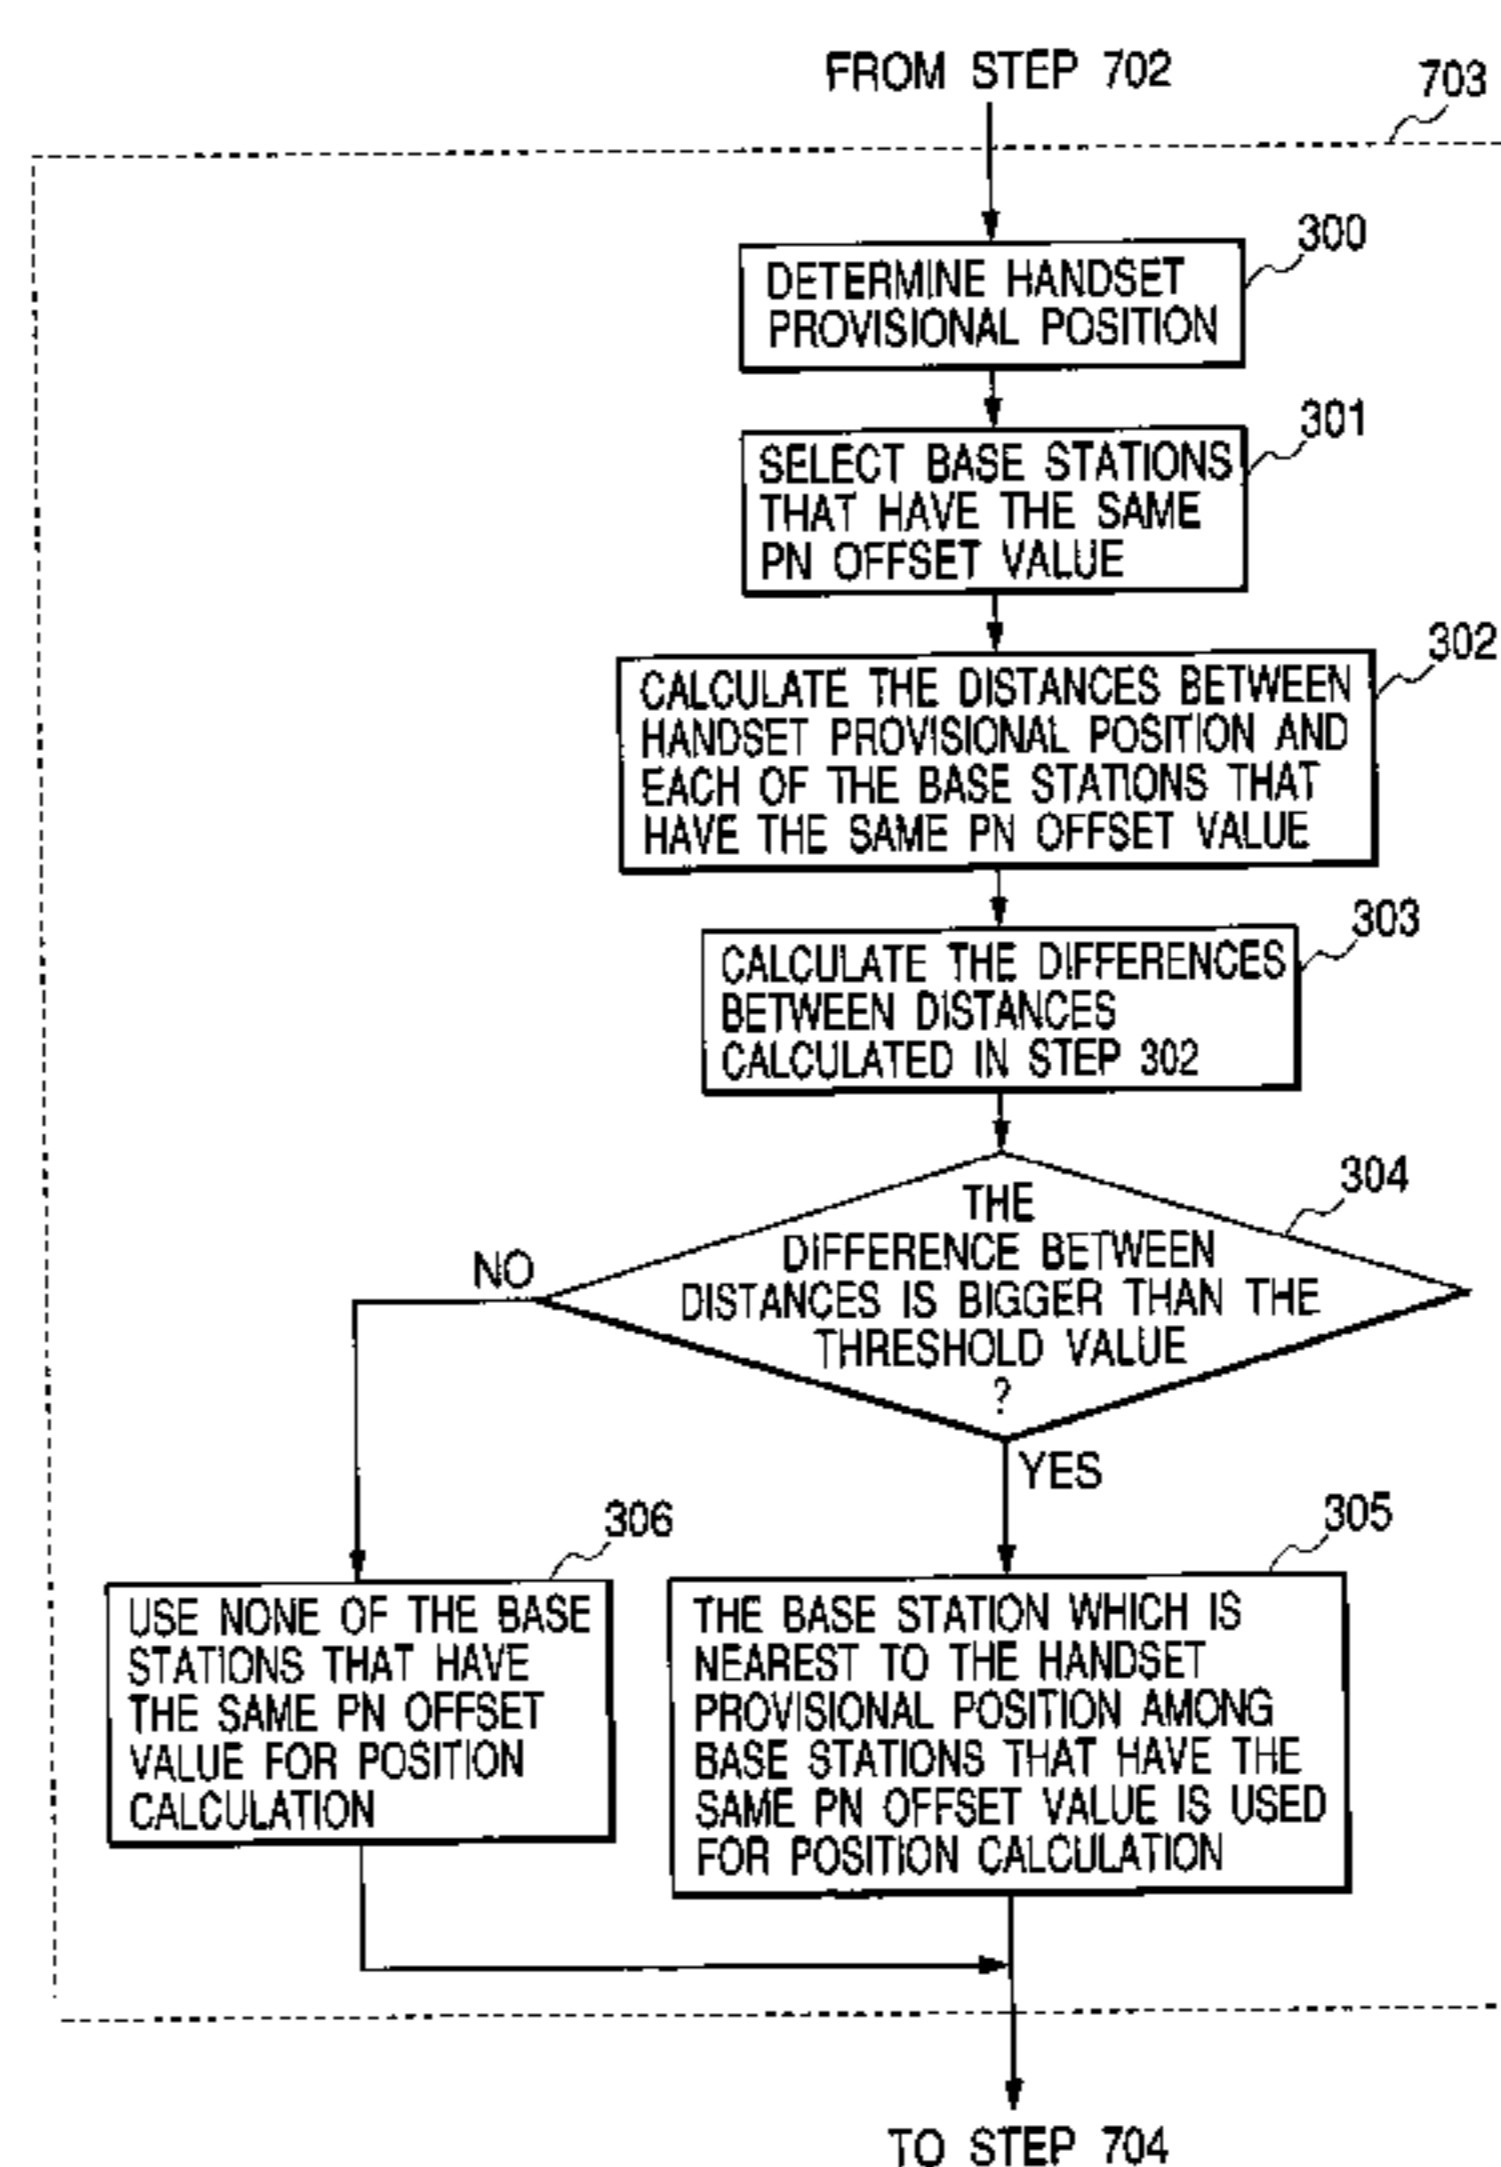 FROM STEP 702
703
300
DETERMINE HANDSET
PROVISIONAL POSITION
301
SELECT BASE STATIONS
THAT HAVE THE SAME
PN OFFSET VALUE
302
CALCULATE THE DISTANCES BETWEEN
HANDSET PROVISIONAL POSITION AND
EACH OF THE BASE STATIONS THAT
HAVE THE SAME PN OFFSET VALUE
303
CALCULATE THE DIFFERENCES
BETWEEN DISTANCES
CALCULATED IN STEP 302
304
THE
DIFFERENCE BETWEEN
DISTANCES IS BIGGER THAN THE
THRESHOLD VALUE
?
NO
YES
306
USE NONE OF THE BASE
STATIONS THAT HAVE
THE SAME PN OFFSET
VALUE FOR POSITION
CALCULATION
305
THE BASE STATION WHICH IS
NEAREST TO THE HANDSET
PROVISIONAL POSITION AMONG
BASE STATIONS THAT HAVE THE
SAME PN OFFSET VALUE IS USED
FOR POSITION CALCULATION
TO STEP 704